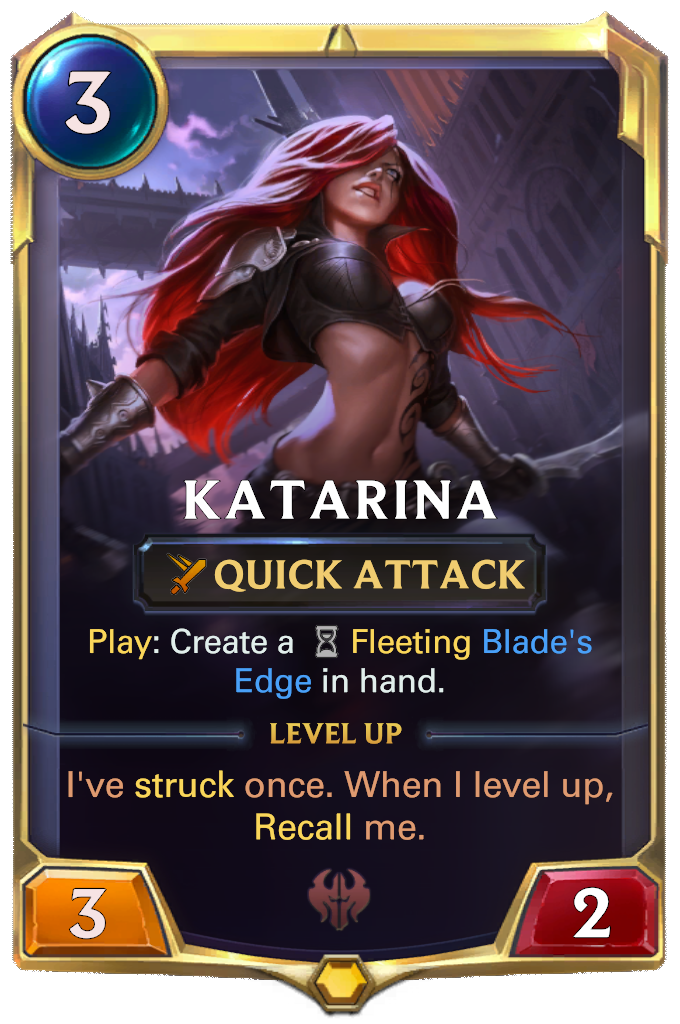 3
KATARINA
QUICK ATTACK
Play: Create a Fleeting Blade's
Edge in hand.
LEVEL UP
I've struck once. When I level up,
Recall me.
3
2